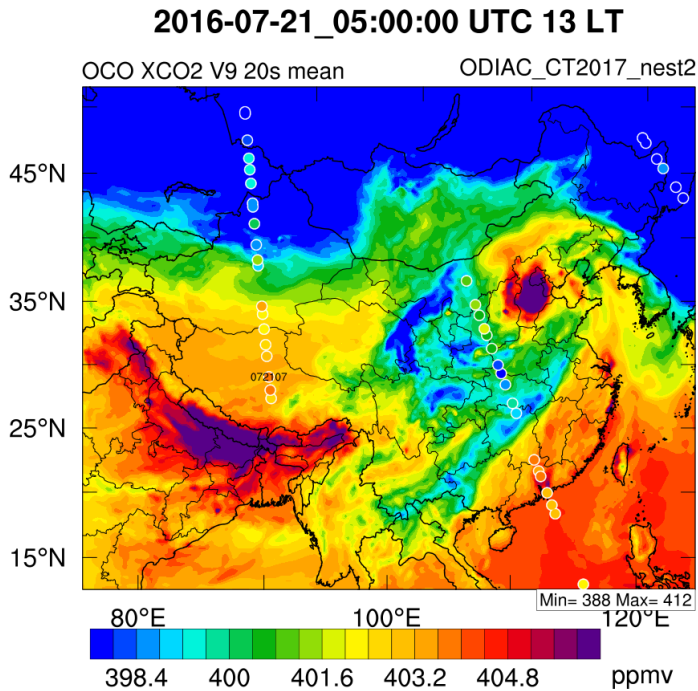 2016-07-21_05:00:00 UTC 13 LT
OCO XCO2 V9 20s mean ODIAC_CT2017_nest2
45°N
35°N
072107
25°N
15°N
Min= 388 Max= 412
80°E 100°E 120°E
398.4 400 401.6 403.2 404.8 ppmv